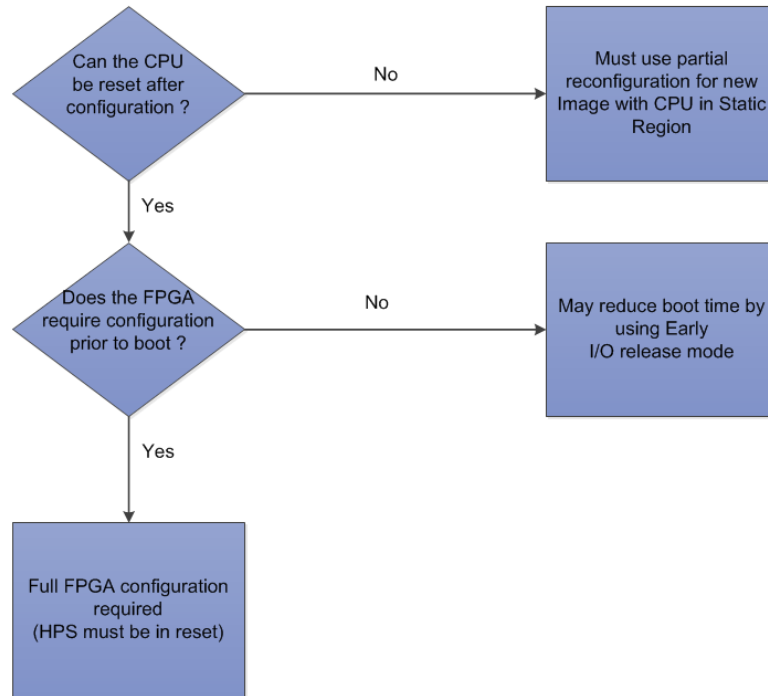 Can the CPU
be reset after
configuration ?
No
Must use partial
reconfiguration for new
Image with CPU in Static
Region
Yes
Does the FPGA
require configuration
prior to boot ?
No
May reduce boot time by
using Early
I/O release mode
Yes
Full FPGA configuration
required
(HPS must be in reset)